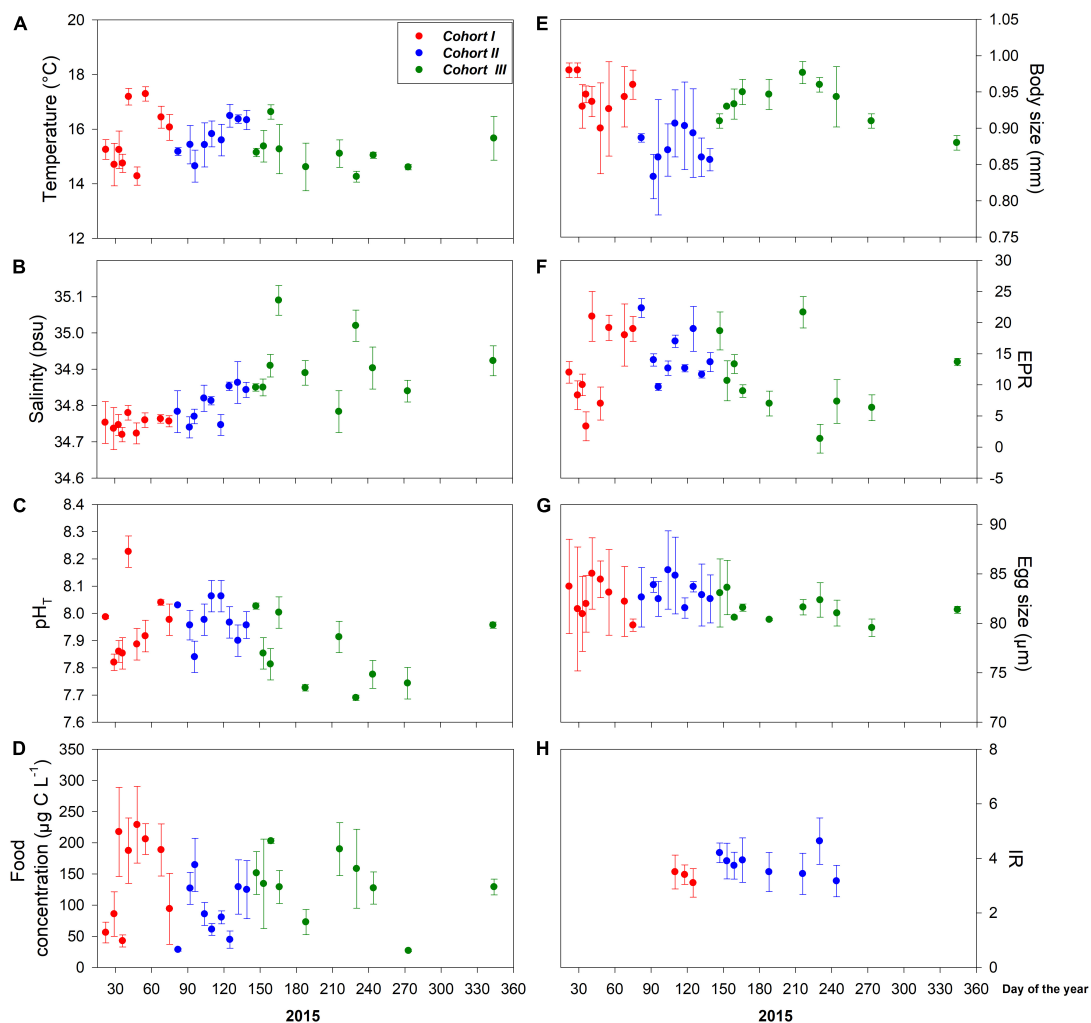 A
20
18
16
14
12
Temperature (°C)
Cohort I
Cohort II
Cohort III
E
1.05
1.00
0.95
0.90
0.85
0.80
0.75
Body size (mm)
B
35.1
35.0
34.9
34.8
34.7
34.6
Salinity (psu)
F
30
25
20
15
10
5
0
-5
EPR
C
8.4
8.3
8.2
8.1
8.0
7.9
7.8
7.7
7.6
pHT
G
90
85
80
75
70
Egg size (µm)
D
350
300
250
200
150
100
50
0
Food
concentration (µg C L⁻¹)
H
8
6
4
2
0
IR
30 60 90 120 150 180 210 240 270 300 330 360
2015
30 60 90 120 150 180 210 240 270 300 330 360
Day of the year
2015